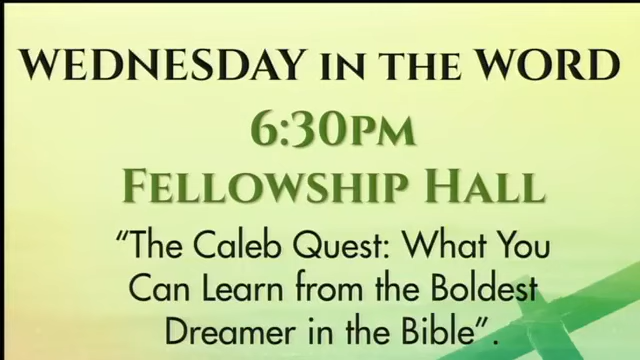 WEDNESDAY IN THE WORD
6:30PM
FELLOWSHIP HALL
“The Caleb Quest: What You
Can Learn from the Boldest
Dreamer in the Bible”.